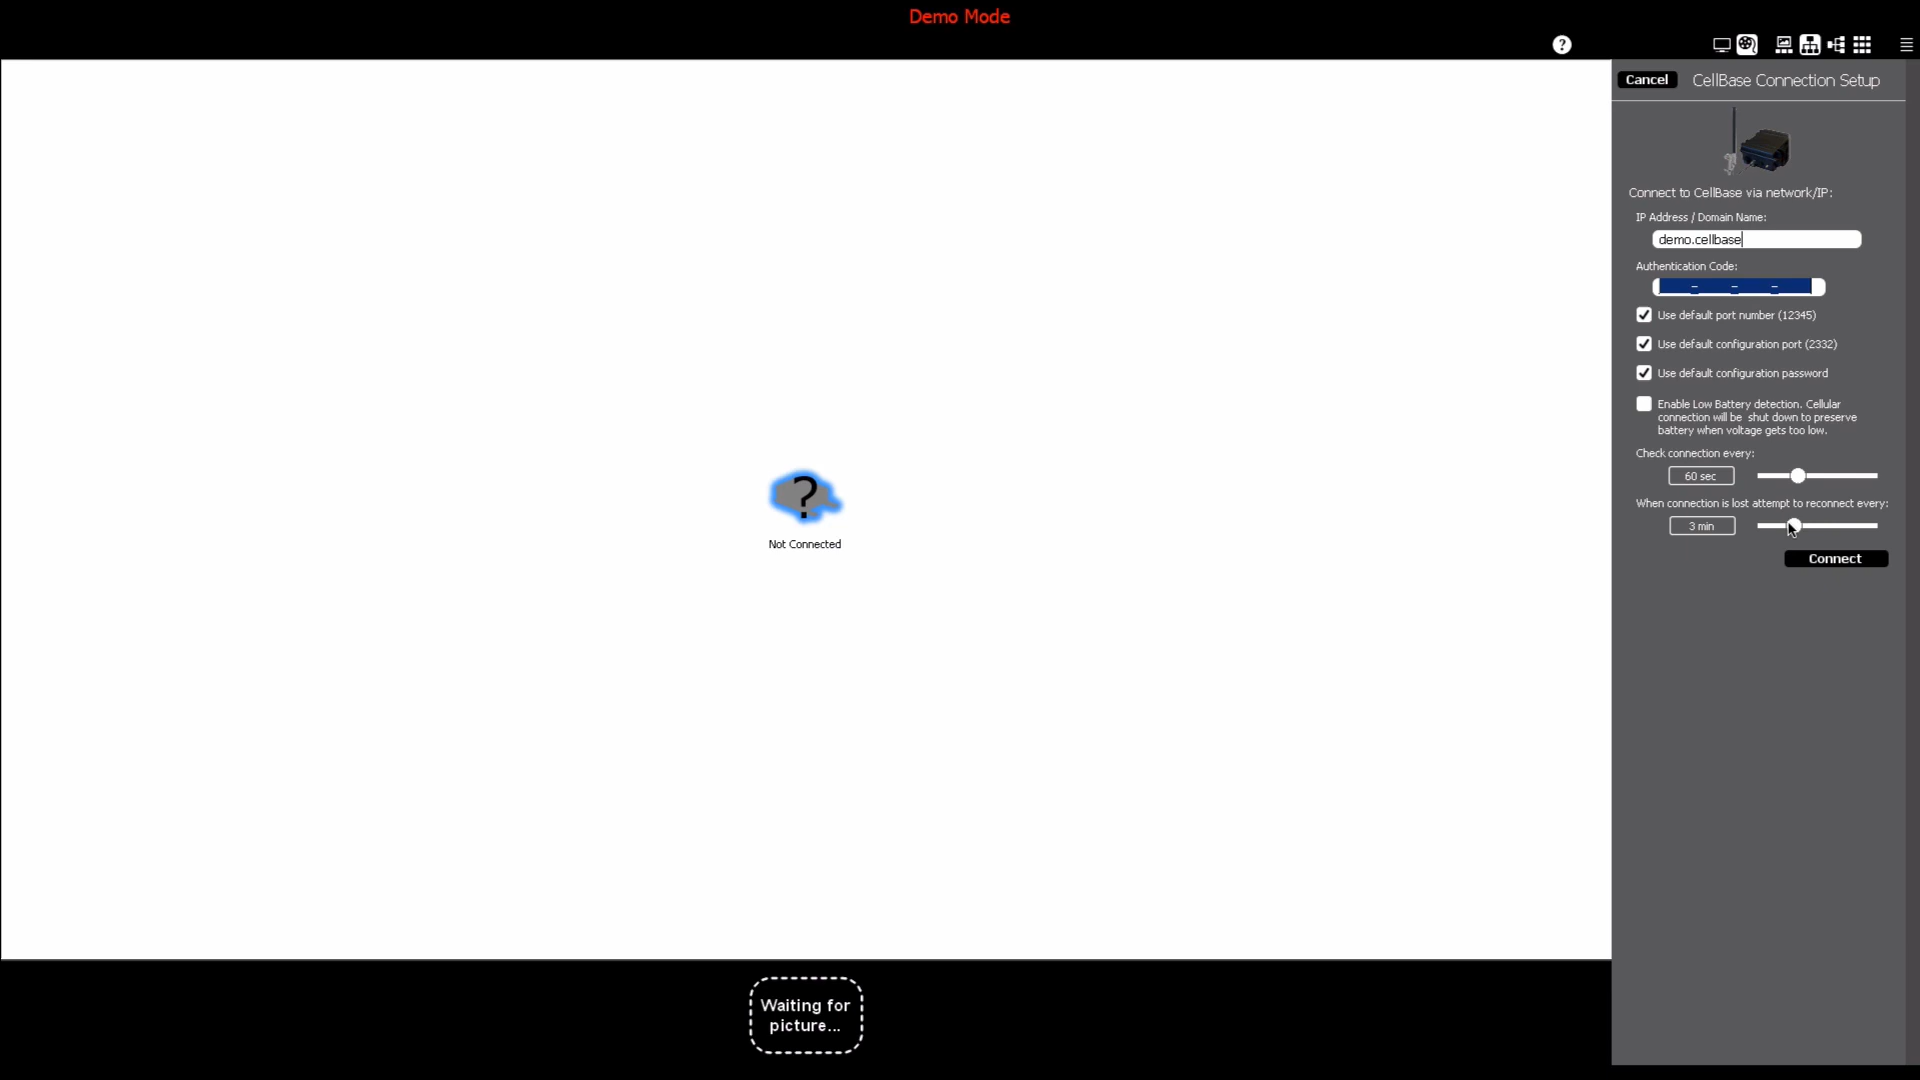 Demo Mode
?
Cancel
CellBase Connection Setup
Connect to CellBase via network/IP:
IP Address / Domain Name:
demo.cellbase
Authentication Code:
_ _ _
Use default port number (12345)
Use default configuration port (2332)
Use default configuration password
Enable Low Battery detection. Cellular
connection will be shut down to preserve
battery when voltage gets too low.
Check connection every:
60 sec
When connection is lost attempt to reconnect every:
3 min
Connect
?
Not Connected
Waiting for
picture...